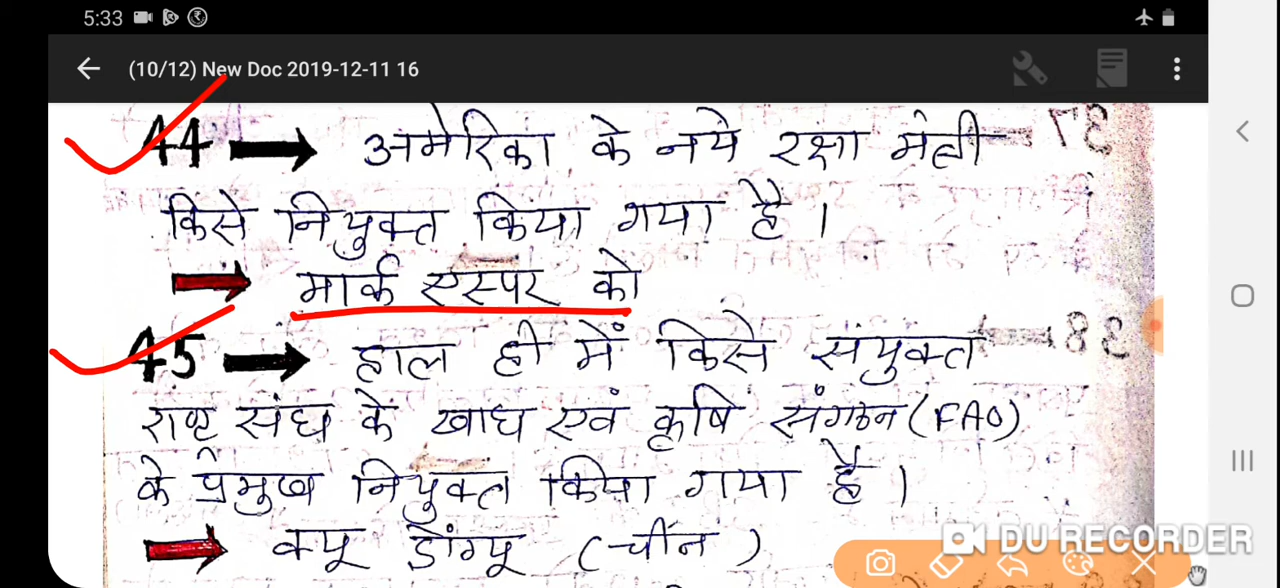 5:33
(10/12) New Doc 2019-12-11 16
44 → अमेरिका के नये रक्षा मंत्री
किसे नियुक्त किया गया है।
→ मार्क एस्पर को
45 → हाल ही में किसे संयुक्त
राष्ट्र संघ के खाध एवं कृषि संगठन (FAO)
के प्रमुख नियुक्त किया गया है।
→ क्यू डोंग्यू (चीन)
DU RECORDER